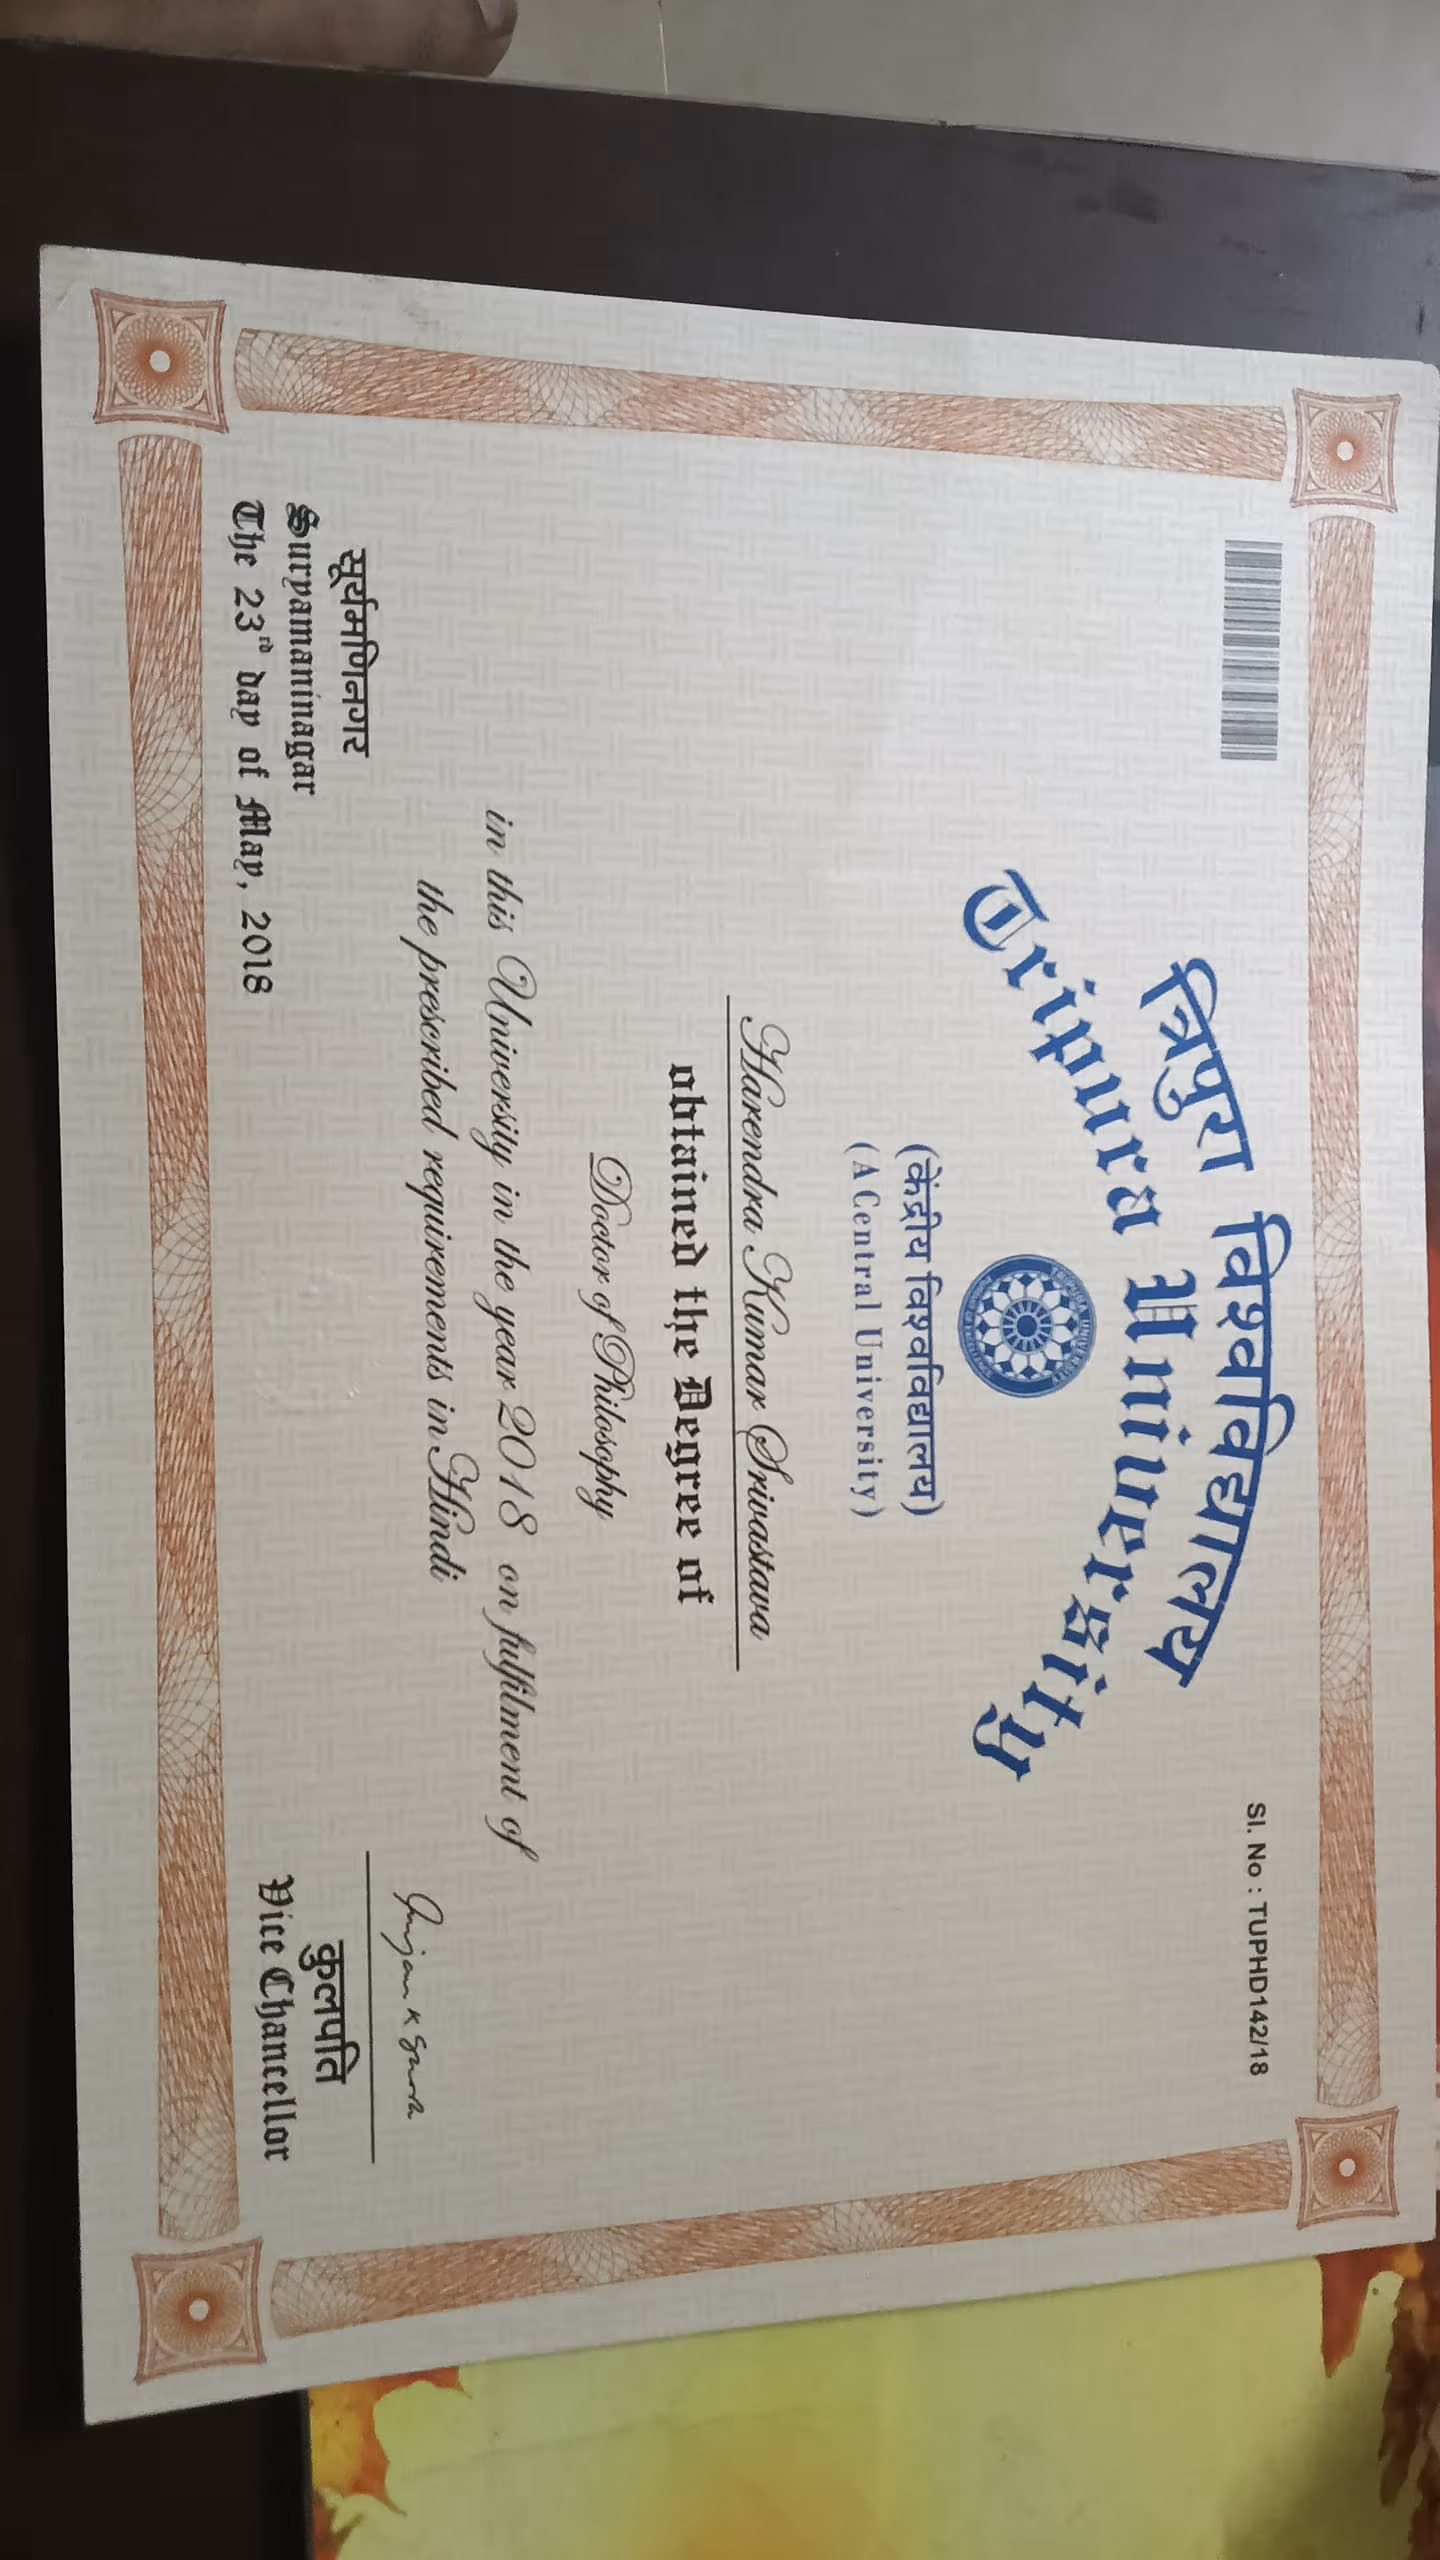 Sl. No : TUPHD142/18
त्रिपुरा विश्वविद्यालय
Tripura University
(केंद्रीय विश्वविद्यालय)
(A Central University)
Harendra Kumar Srivastava
obtained the Degree of
Doctor of Philosophy
in this University in the year 2018 on fulfilment of
the prescribed requirements in Hindi
सूर्यमणिनगर
Suryamaninagar
The 23rd day of May, 2018
कुलपति
Vice Chancellor